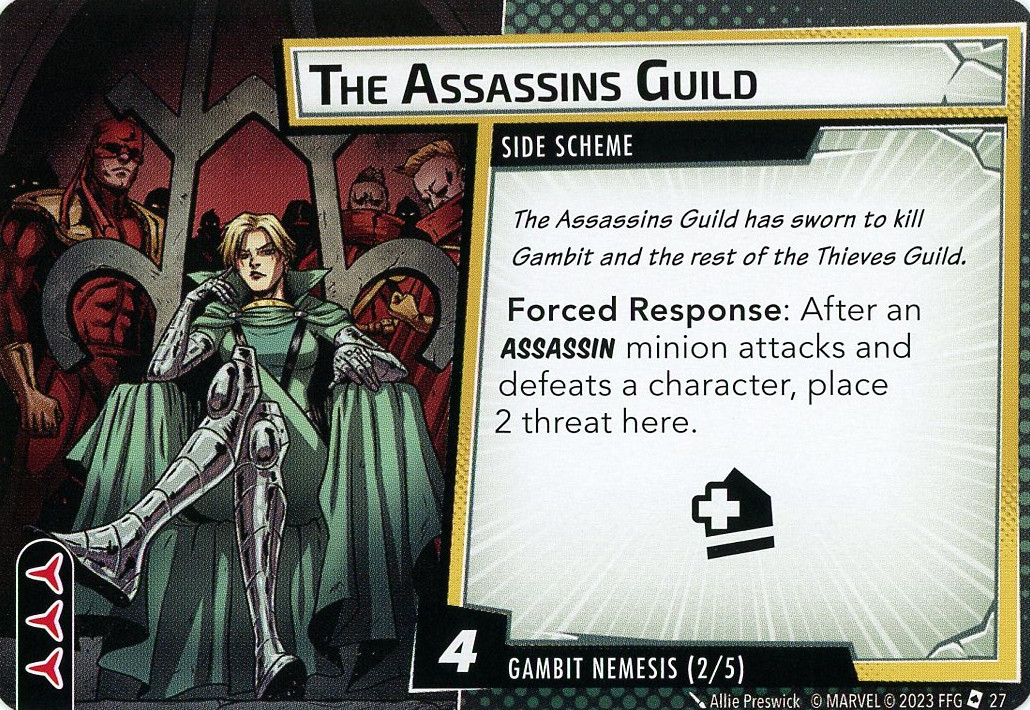 THE ASSASSINS GUILD
SIDE SCHEME
The Assassins Guild has sworn to kill
Gambit and the rest of the Thieves Guild.
Forced Response: After an
ASSASSIN minion attacks and
defeats a character, place
2 threat here.
4
GAMBIT NEMESIS (2/5)
Allie Preswick © MARVEL © 2023 FFG 27